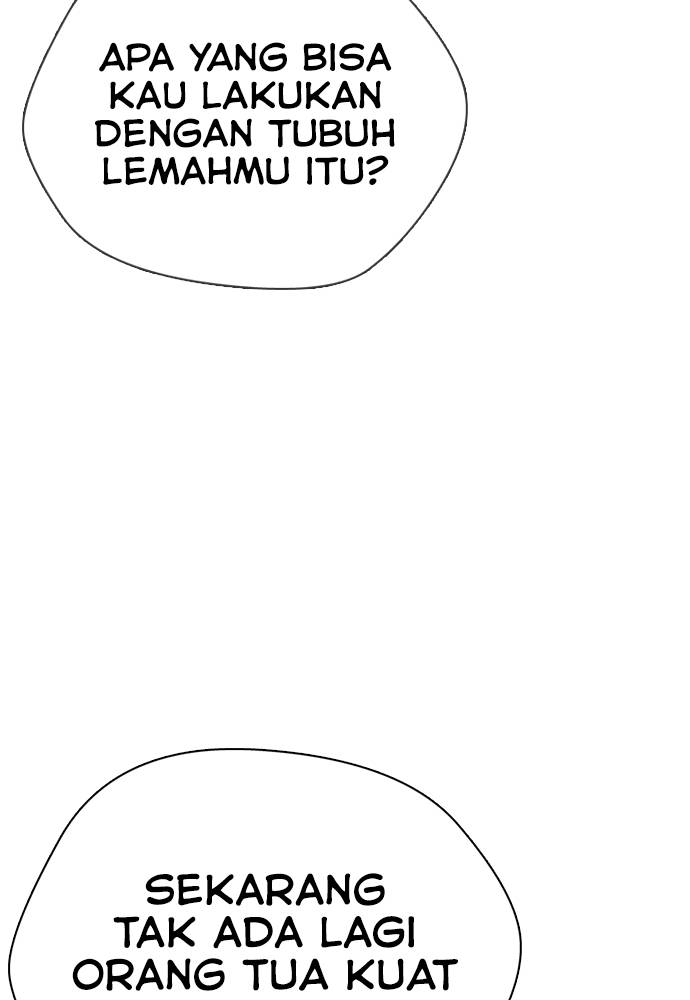 APA YANG BISA
KAU LAKUKAN
DENGAN TUBUH
LEMAHMU ITU?
SEKARANG
TAK ADA LAGI
ORANG TUA KUAT